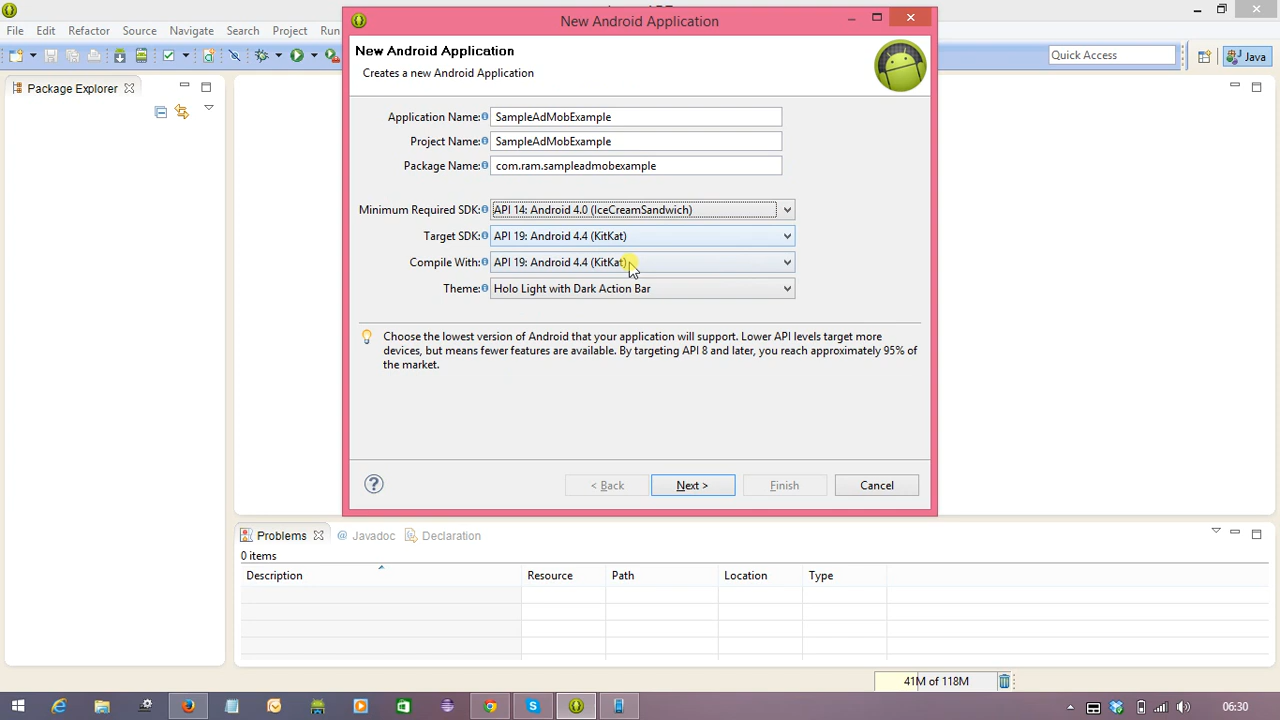 New Android Application
File Edit Refactor Source Navigate Search Project Run
New Android Application
Creates a new Android Application
Quick Access
Java
Package Explorer
Application Name: SampleAdMobExample
Project Name: SampleAdMobExample
Package Name: com.ram.sampleadmobexample
Minimum Required SDK: API 14: Android 4.0 (IceCreamSandwich)
Target SDK: API 19: Android 4.4 (KitKat)
Compile With: API 19: Android 4.4 (KitKat)
Theme: Holo Light with Dark Action Bar
Choose the lowest version of Android that your application will support. Lower API levels target more
devices, but means fewer features are available. By targeting API 8 and later, you reach approximately 95% of
the market.
? < Back Next > Finish Cancel
Problems @ Javadoc Declaration
0 items
Description Resource Path Location Type
41M of 118M
06:30